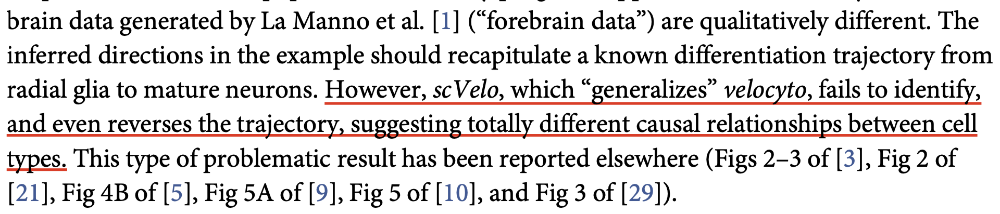 brain data generated by La Manno et al. [1] (“forebrain data”) are qualitatively different. The
inferred directions in the example should recapitulate a known differentiation trajectory from
radial glia to mature neurons. However, scVelo, which “generalizes” velocyto, fails to identify,
and even reverses the trajectory, suggesting totally different causal relationships between cell
types. This type of problematic result has been reported elsewhere (Figs 2–3 of [3], Fig 2 of
[21], Fig 4B of [5], Fig 5A of [9], Fig 5 of [10], and Fig 3 of [29]).